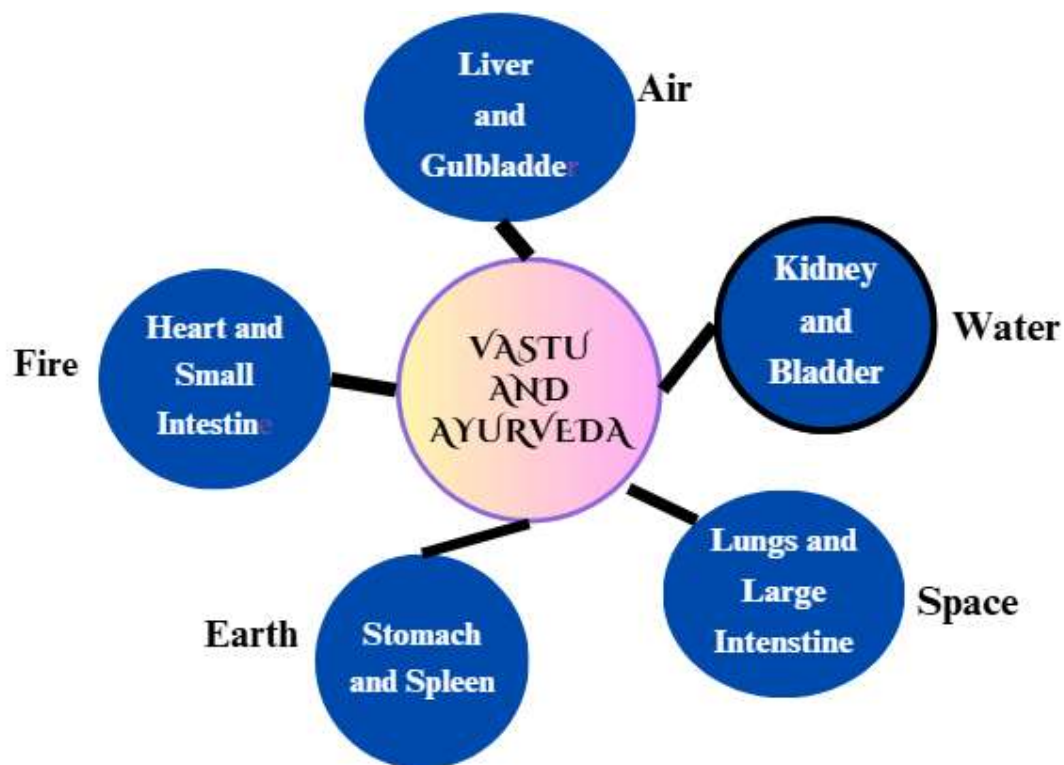 Liver
and
Gulbladder
Air
Kidney
and
Bladder
Water
VASTU
AND
AYURVEDA
Heart and
Small
Intestine
Fire
Lungs and
Large
Intenstine
Space
Earth
Stomach
and Spleen